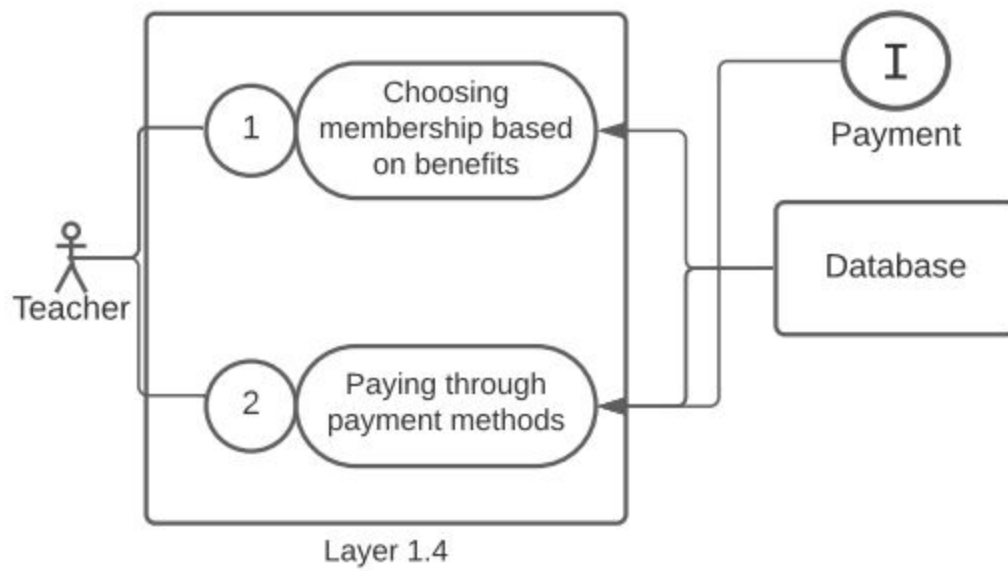 1
Choosing
membership based
on benefits
I
Payment
Database
Teacher
2
Paying through
payment methods
Layer 1.4